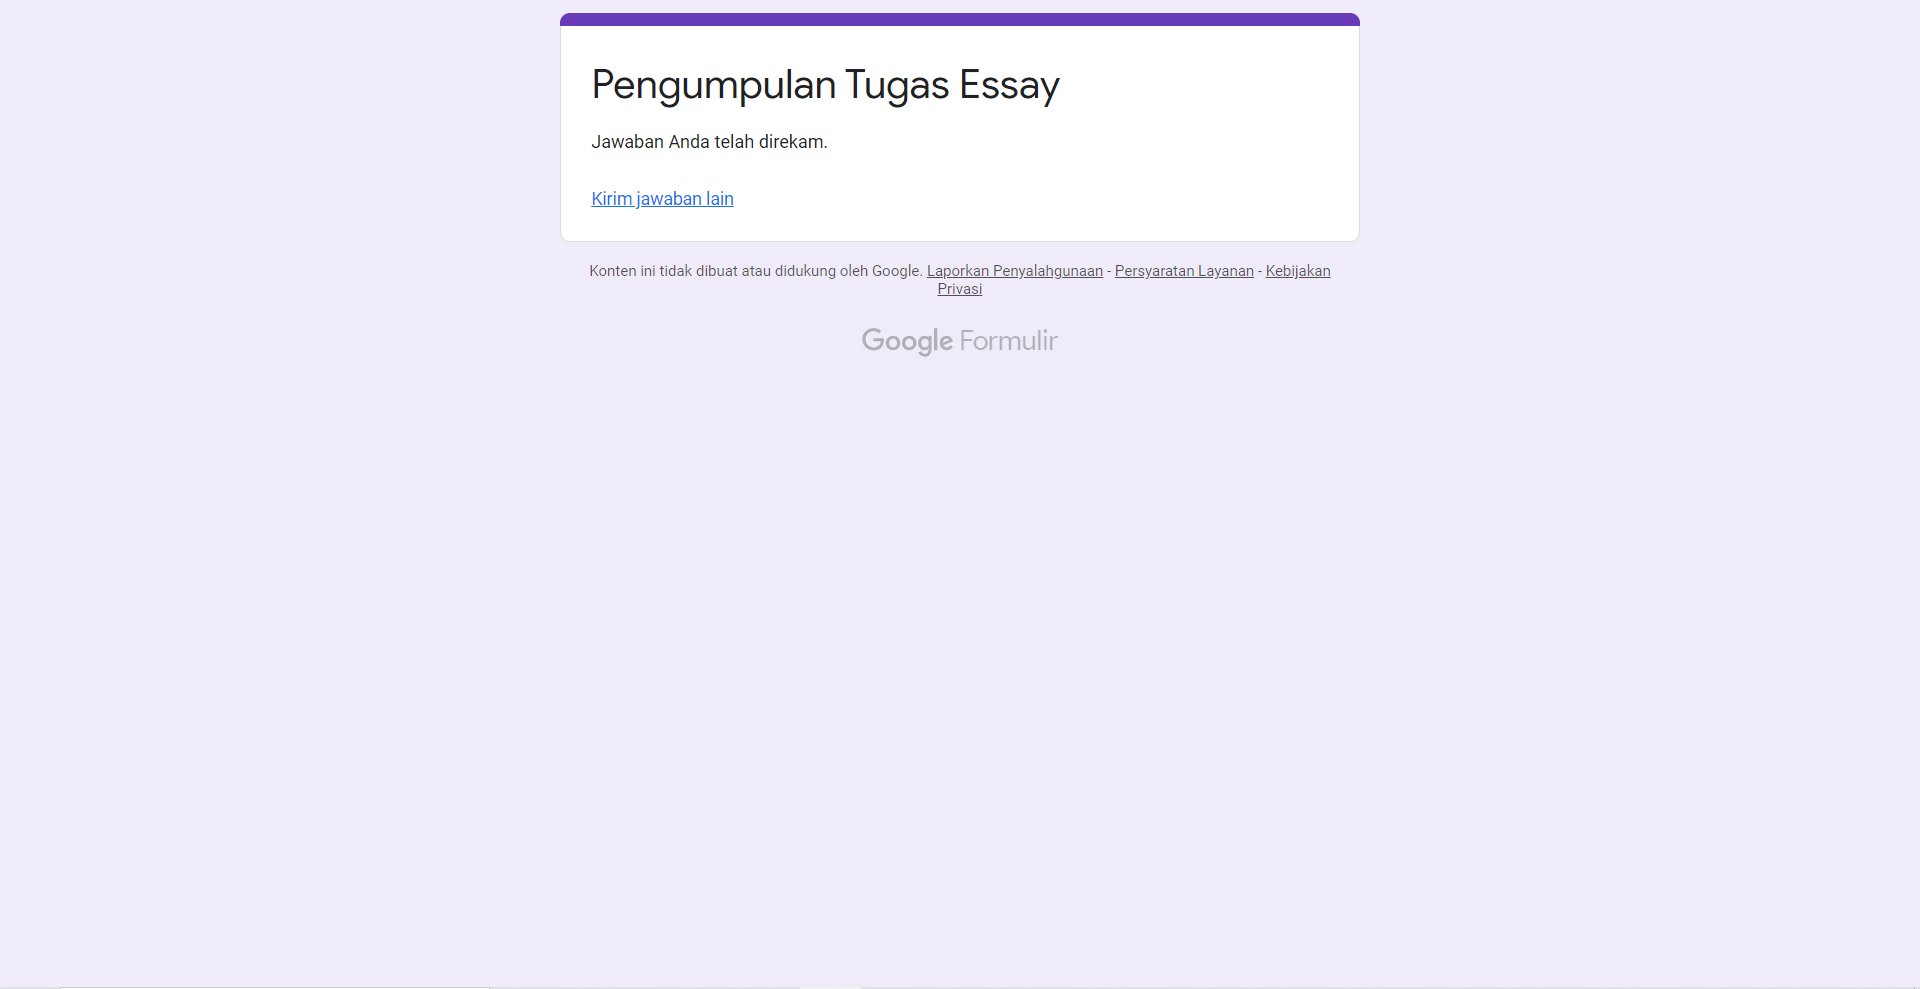 Pengumpulan Tugas Essay
Jawaban Anda telah direkam.
Kirim jawaban lain
Konten ini tidak dibuat atau didukung oleh Google. Laporkan Penyalahgunaan - Persyaratan Layanan - Kebijakan
Privasi
Google Formulir